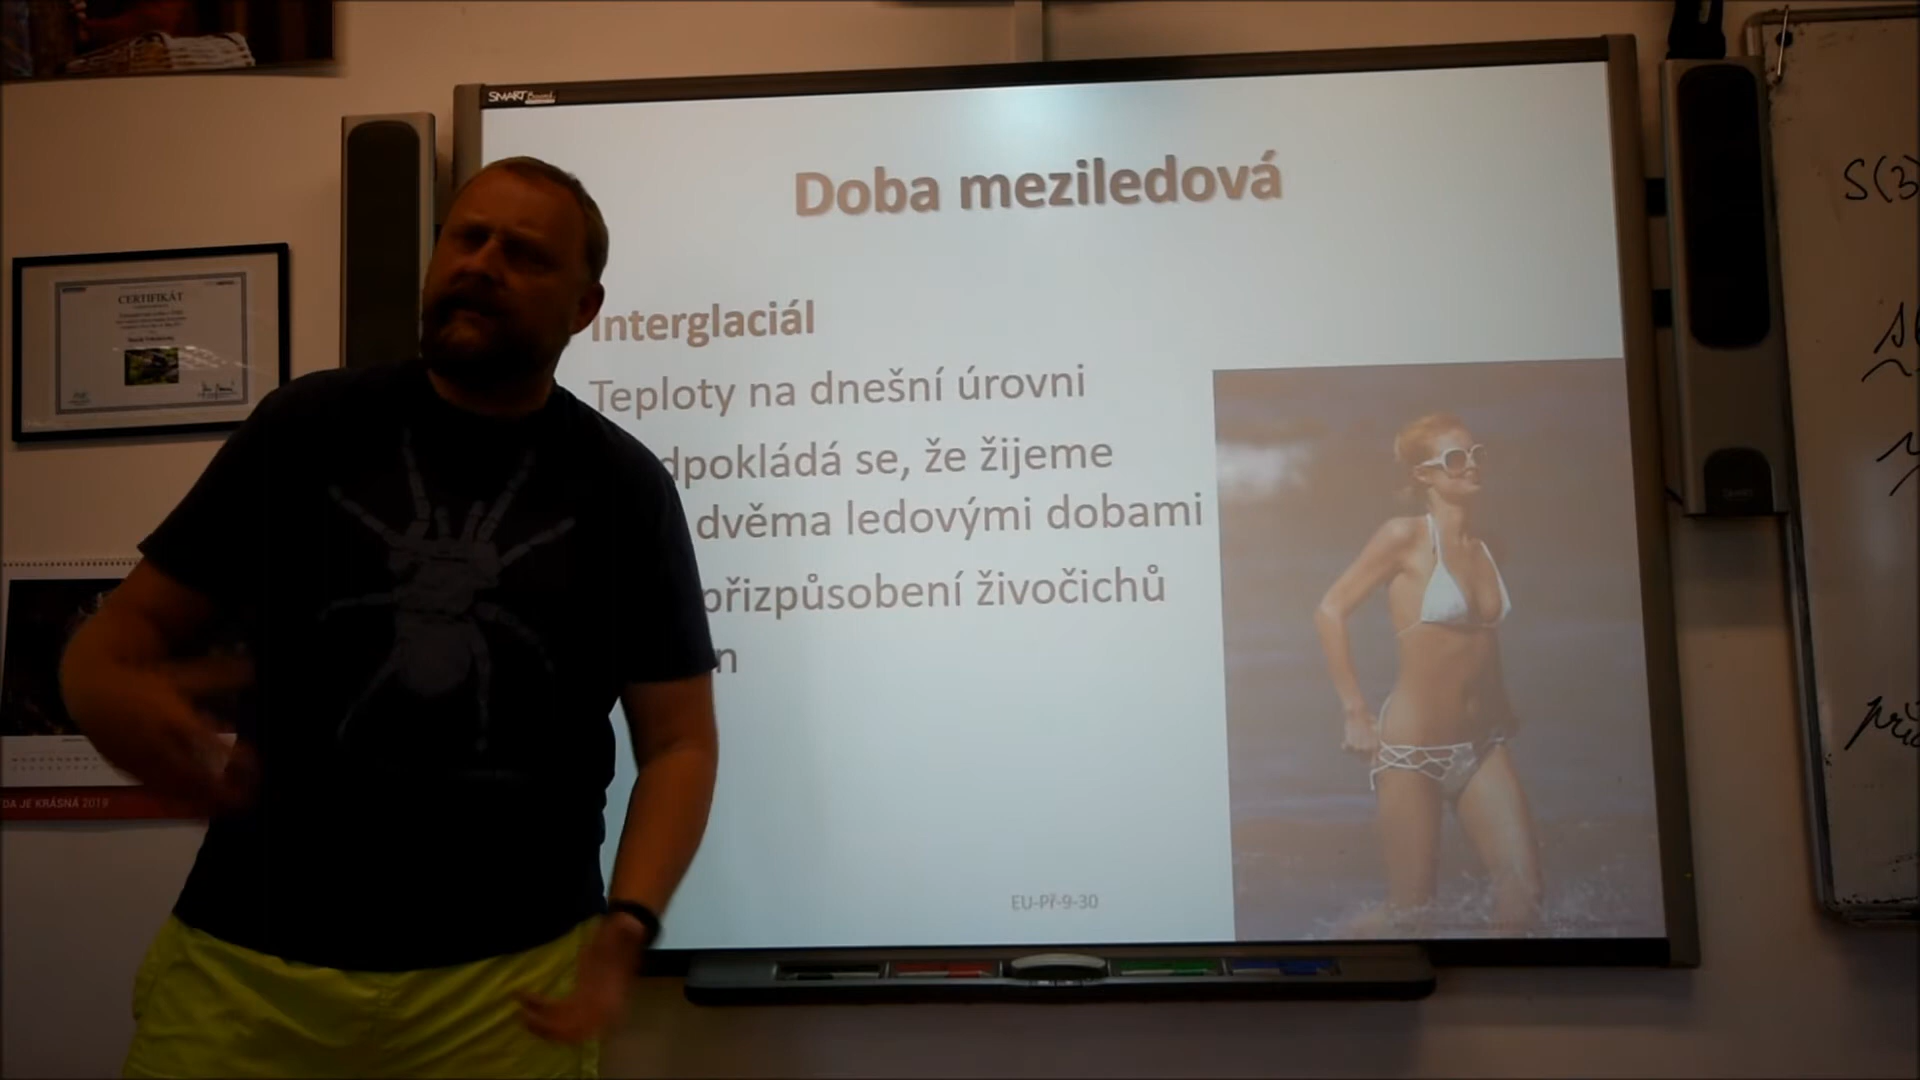 SMART Board
Doba meziledová
Interglaciál
Teploty na dnešní úrovni
dpokládá se, že žijeme
dvěma ledovými dobami
přizpůsobení živočichů
n
EU-Př-9-30
CERTIFIKÁT
DA JE KRÁSNÁ 2019
S(3